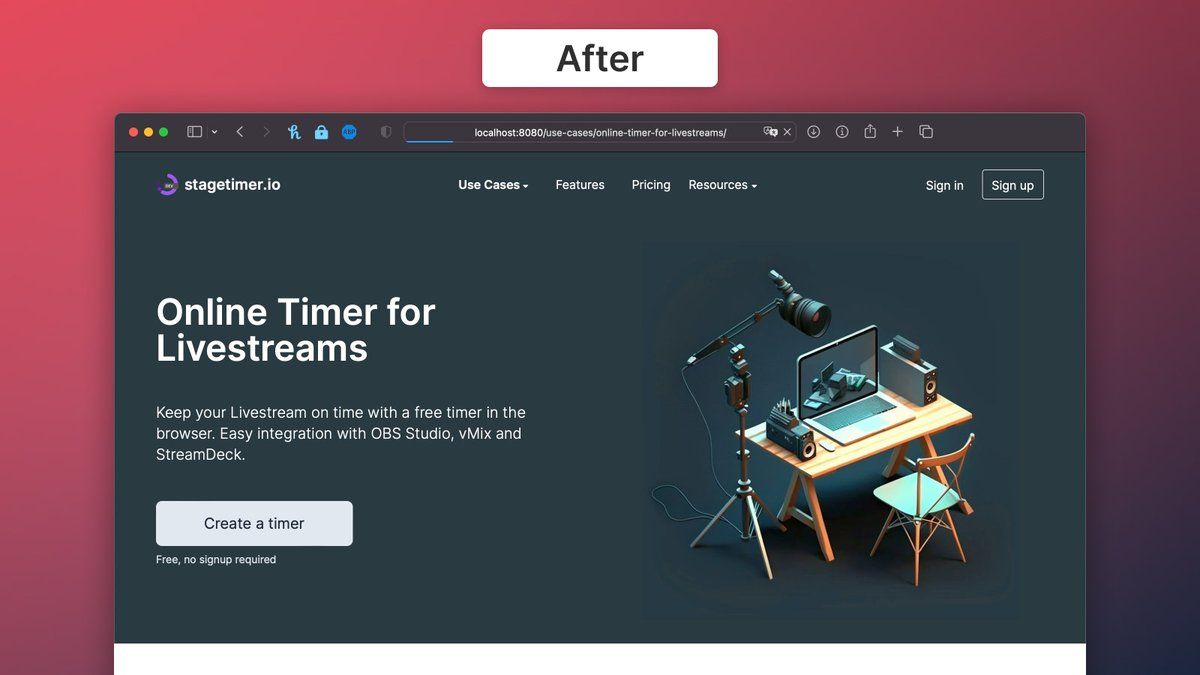 After
localhost:8080/use-cases/online-timer-for-livestreams/
ABP
DEV
stagetimer.io
Use Cases
Features
Pricing
Resources
Sign in
Sign up
Online Timer for
Livestreams
Keep your Livestream on time with a free timer in the
browser. Easy integration with OBS Studio, vMix and
StreamDeck.
Create a timer
Free, no signup required